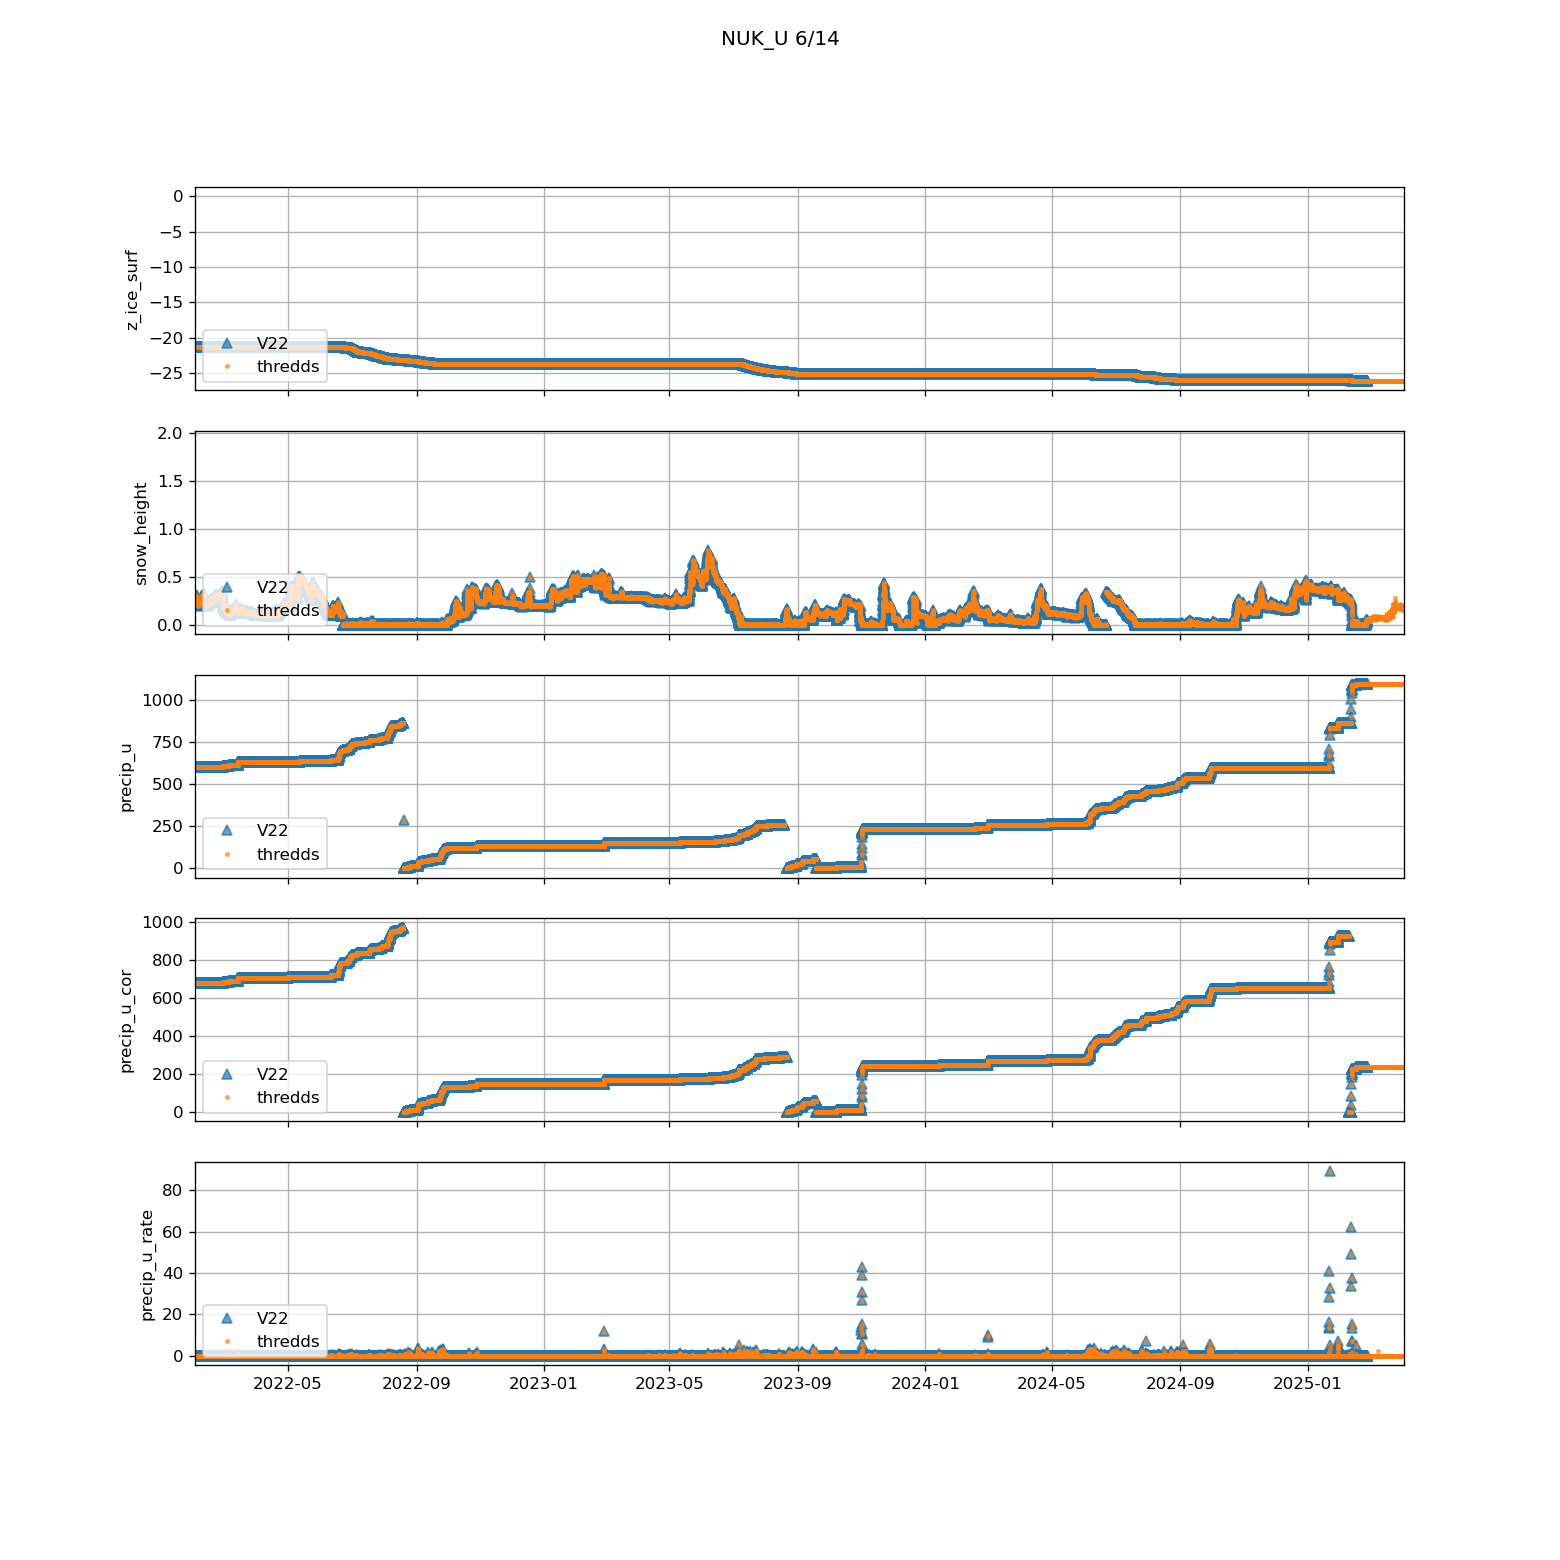 NUK_U 6/14
z_ice_surf
0
−5
−10
−15
−20
−25
V22
thredds
snow_height
2.0
1.5
1.0
0.5
0.0
V22
thredds
precip_u
1000
750
500
250
0
V22
thredds
precip_u_cor
1000
800
600
400
200
0
V22
thredds
precip_u_rate
80
60
40
20
0
V22
thredds
2022-05 2022-09 2023-01 2023-05 2023-09 2024-01 2024-05 2024-09 2025-01